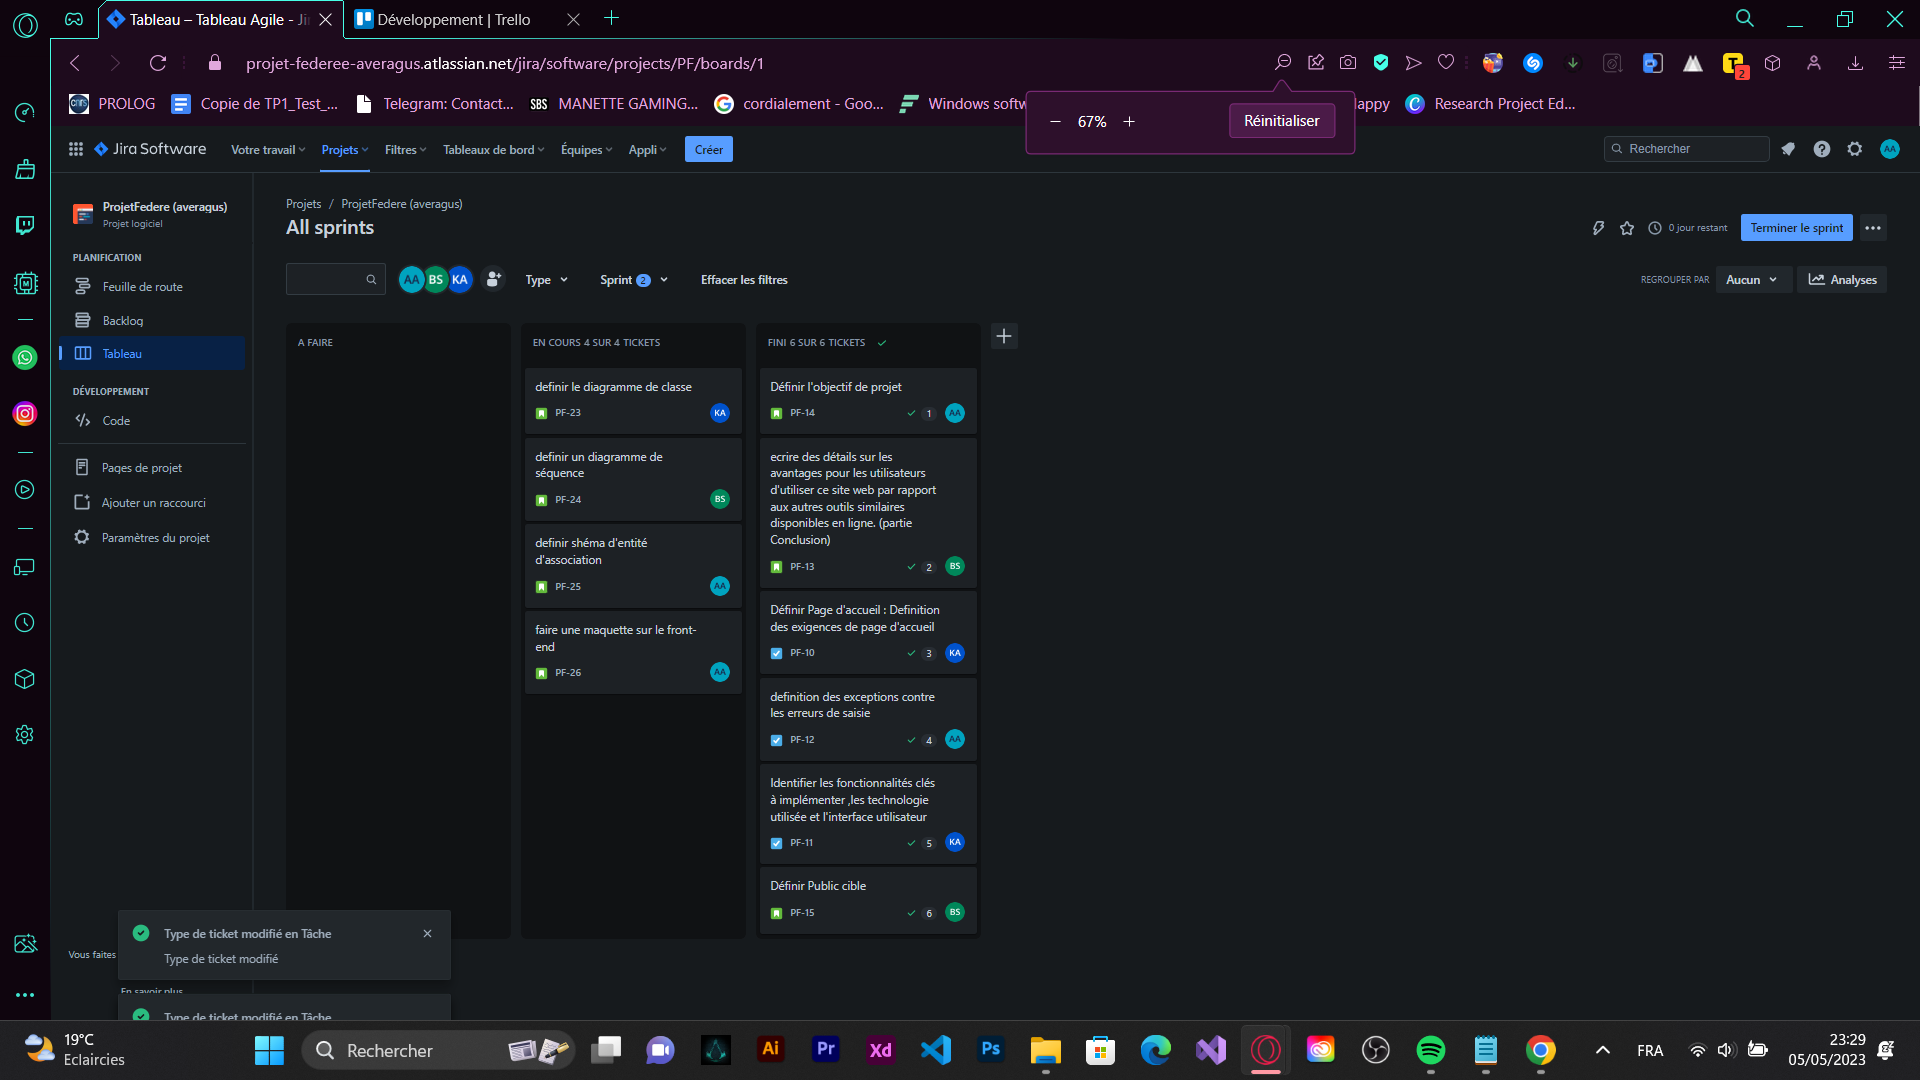 Tableau – Tableau Agile - Ji
Développement | Trello
projet-federee-averagus.atlassian.net/jira/software/projects/PF/boards/1
2
PROLOG
Copie de TP1_Test_...
Telegram: Contact...
SBS
MANETTE GAMING...
cordialement - Goo...
Windows softw
lappy
Research Project Ed...
67%
Réinitialiser
Jira Software
Votre travail
Projets
Filtres
Tableaux de bord
Équipes
Appli
Créer
Rechercher
AA
ProjetFedere (averagus)
Projet logiciel
PLANIFICATION
Feuille de route
Backlog
Tableau
DÉVELOPPEMENT
Code
Pages de projet
Ajouter un raccourci
Paramètres du projet
Projets / ProjetFedere (averagus)
All sprints
0 jour restant
Terminer le sprint
AA
BS
KA
Type
Sprint 2
Effacer les filtres
REGROUPER PAR
Aucun
Analyses
A FAIRE
EN COURS 4 SUR 4 TICKETS
definir le diagramme de classe
PF-23
KA
definir un diagramme de
séquence
PF-24
BS
definir shéma d'entité
d'association
PF-25
AA
faire une maquette sur le front-
end
PF-26
AA
FINI 6 SUR 6 TICKETS
Définir l'objectif de projet
PF-14
1
AA
ecrire des détails sur les
avantages pour les utilisateurs
d'utiliser ce site web par rapport
aux autres outils similaires
disponibles en ligne. (partie
Conclusion)
PF-13
2
BS
Définir Page d'accueil : Definition
des exigences de page d'accueil
PF-10
3
KA
definition des exceptions contre
les erreurs de saisie
PF-12
4
AA
Identifier les fonctionnalités clés
à implémenter ,les technologie
utilisée et l'interface utilisateur
PF-11
5
KA
Définir Public cible
PF-15
6
BS
Vous faites
Type de ticket modifié en Tâche
Type de ticket modifié
En savoir plus
Type de ticket modifié en Tâche
19°C
Eclaircies
Rechercher
Ai
Pr
Xd
Ps
FRA
23:29
05/05/2023